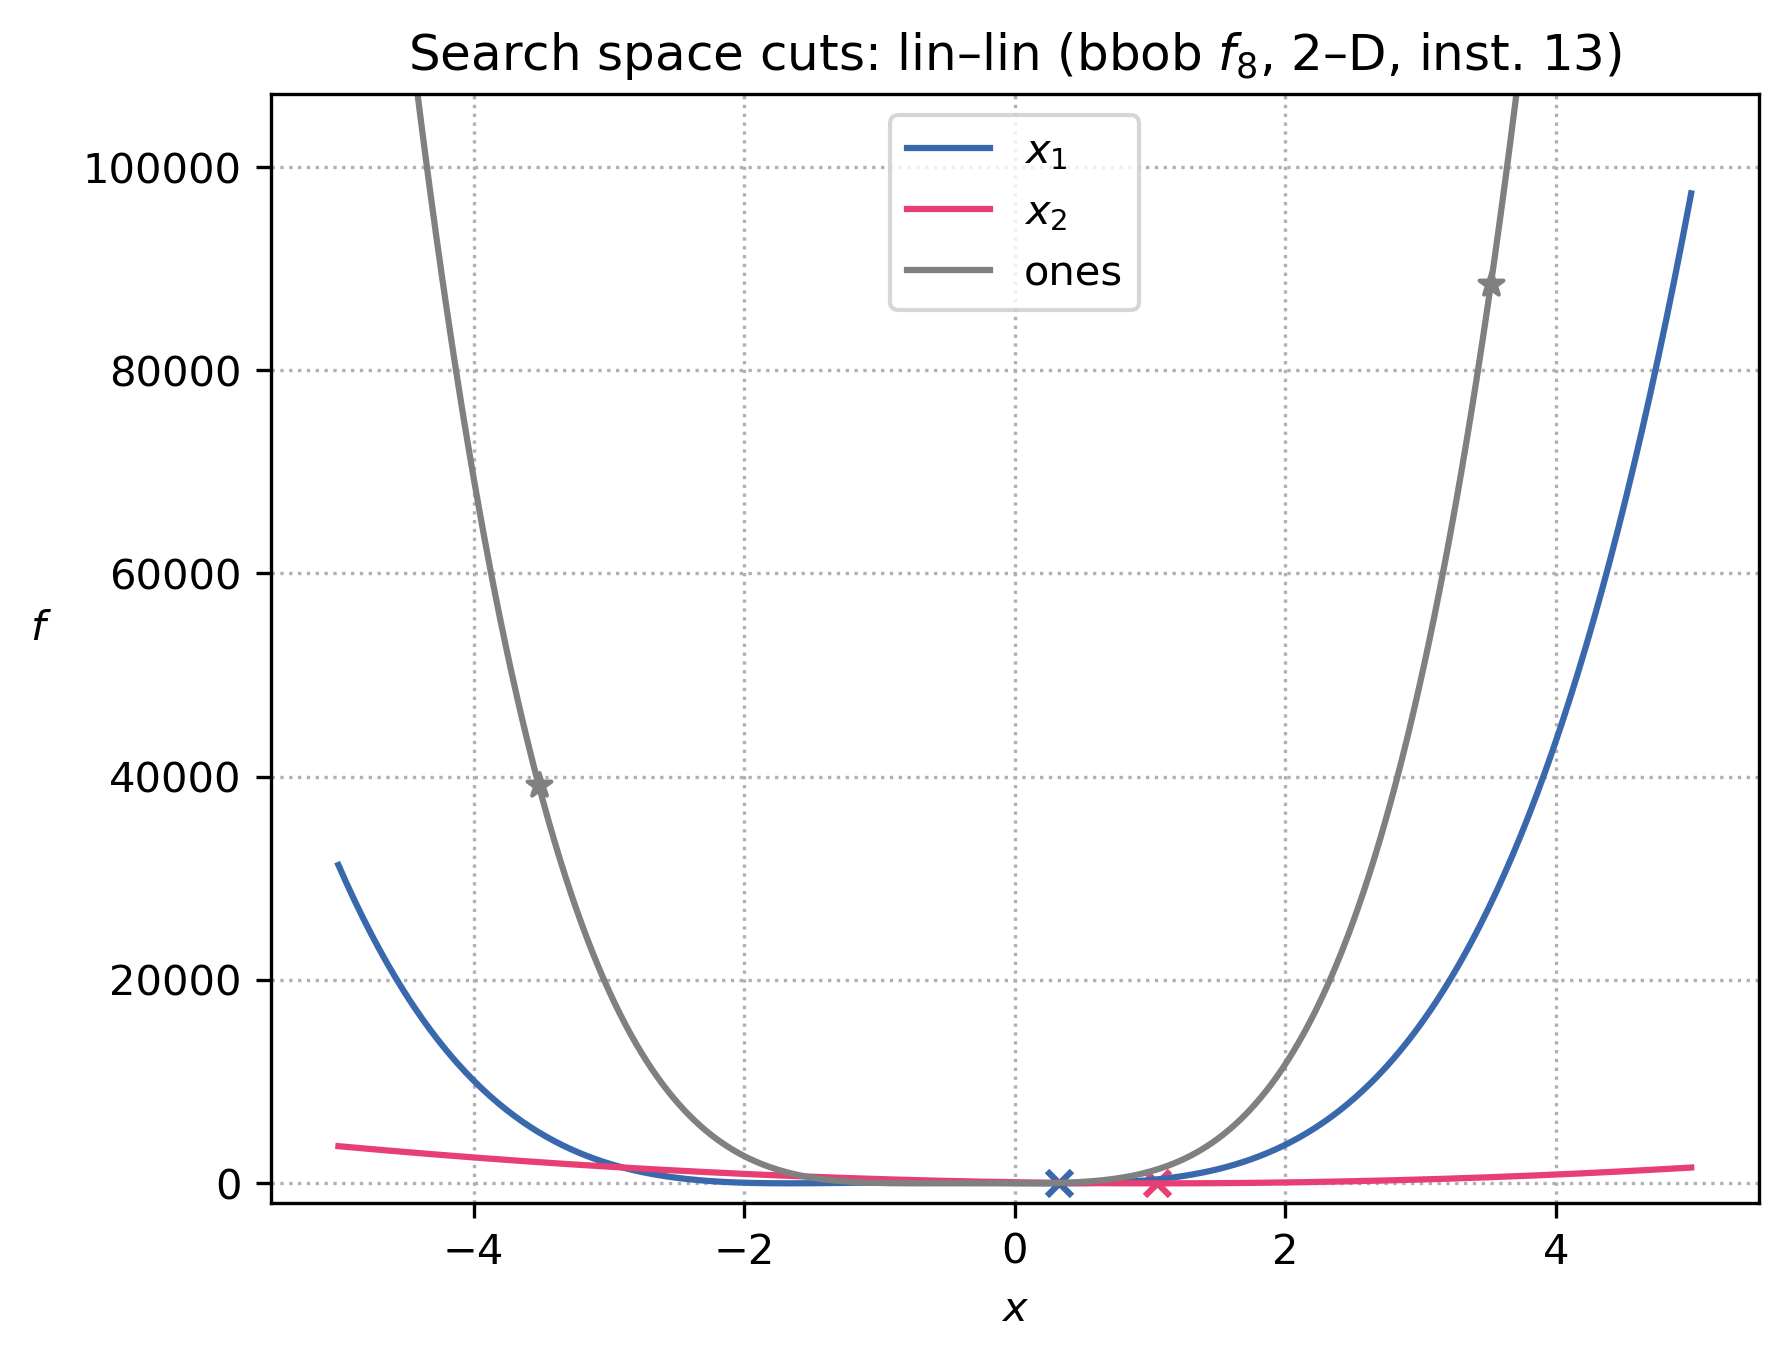 Search space cuts: lin–lin (bbob f₈, 2–D, inst. 13)
x₁
x₂
ones
100000
80000
60000
40000
20000
0
f
−4
−2
0
2
4
x